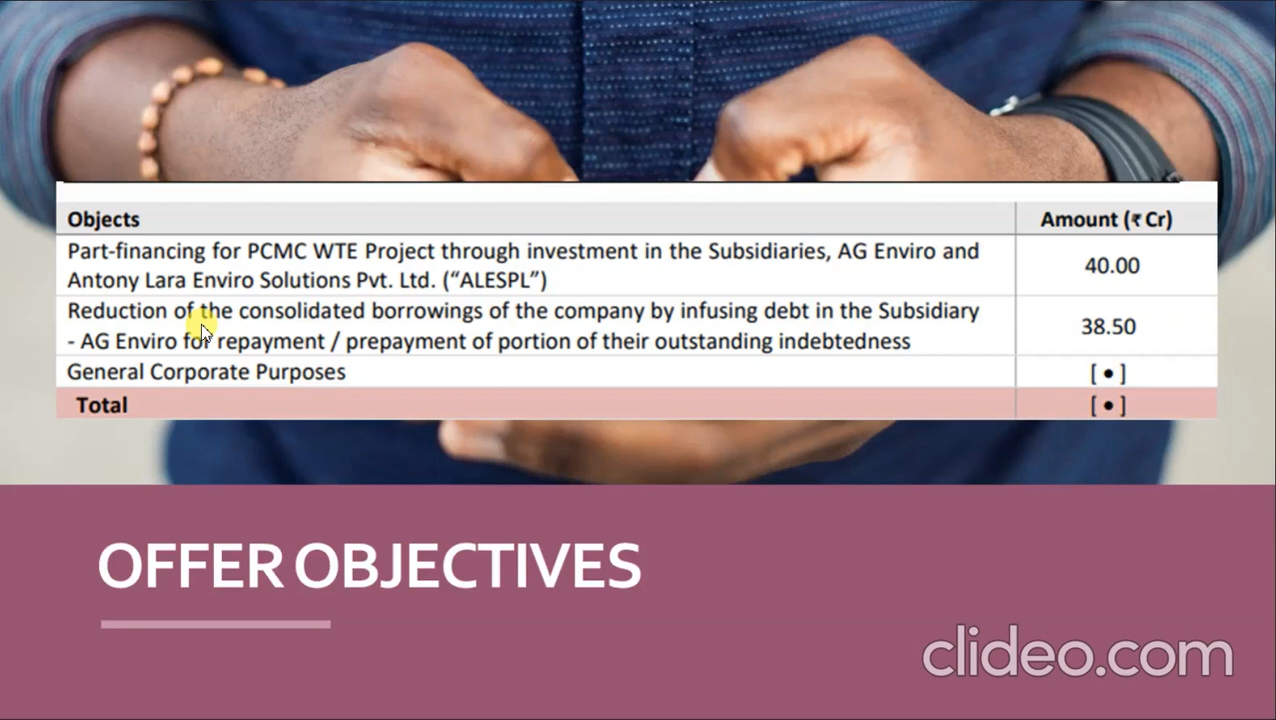 Objects Amount (₹ Cr)
Part-financing for PCMC WTE Project through investment in the Subsidiaries, AG Enviro and
Antony Lara Enviro Solutions Pvt. Ltd. (“ALESPL”) 40.00
Reduction of the consolidated borrowings of the company by infusing debt in the Subsidiary
- AG Enviro for repayment / prepayment of portion of their outstanding indebtedness 38.50
General Corporate Purposes [ • ]
Total [ • ]
OFFER OBJECTIVES
clideo.com